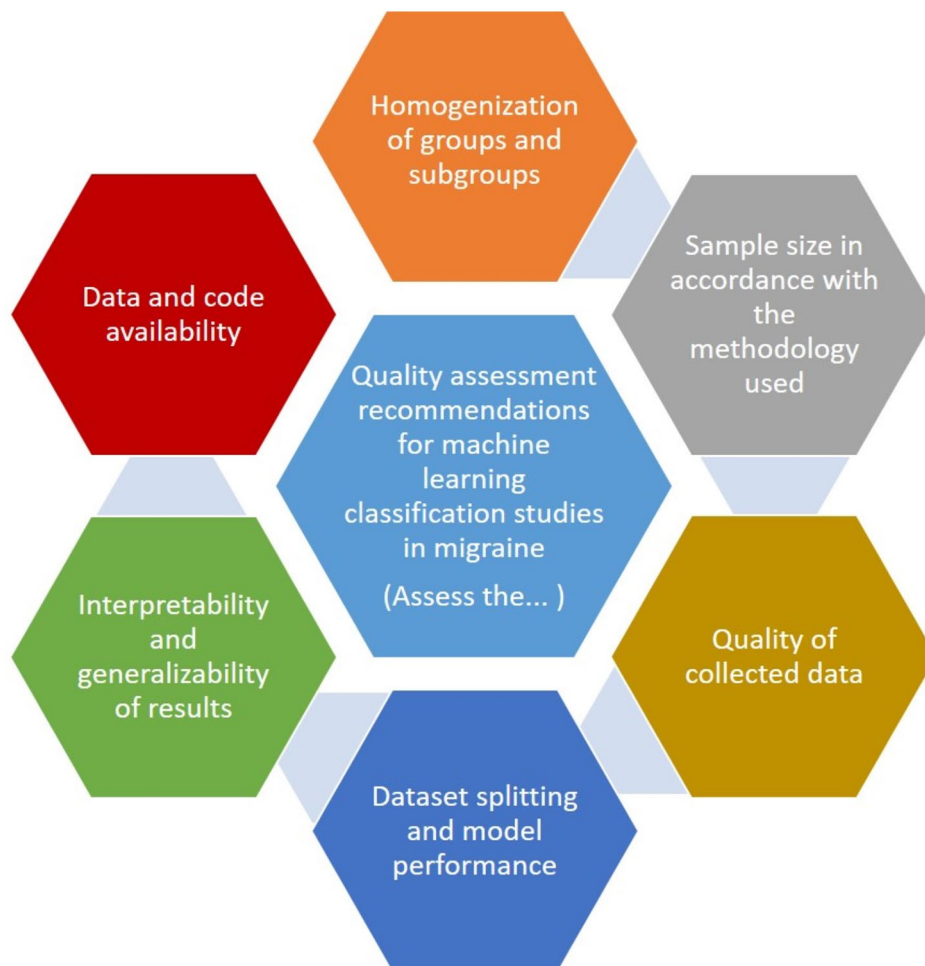 Homogenization
of groups and
subgroups
Sample size in
accordance with
the
methodology
used
Data and code
availability
Quality assessment
recommendations
for machine
learning
classification studies
in migraine
(Assess the... )
Interpretability
and
generalizability
of results
Quality of
collected data
Dataset splitting
and model
performance